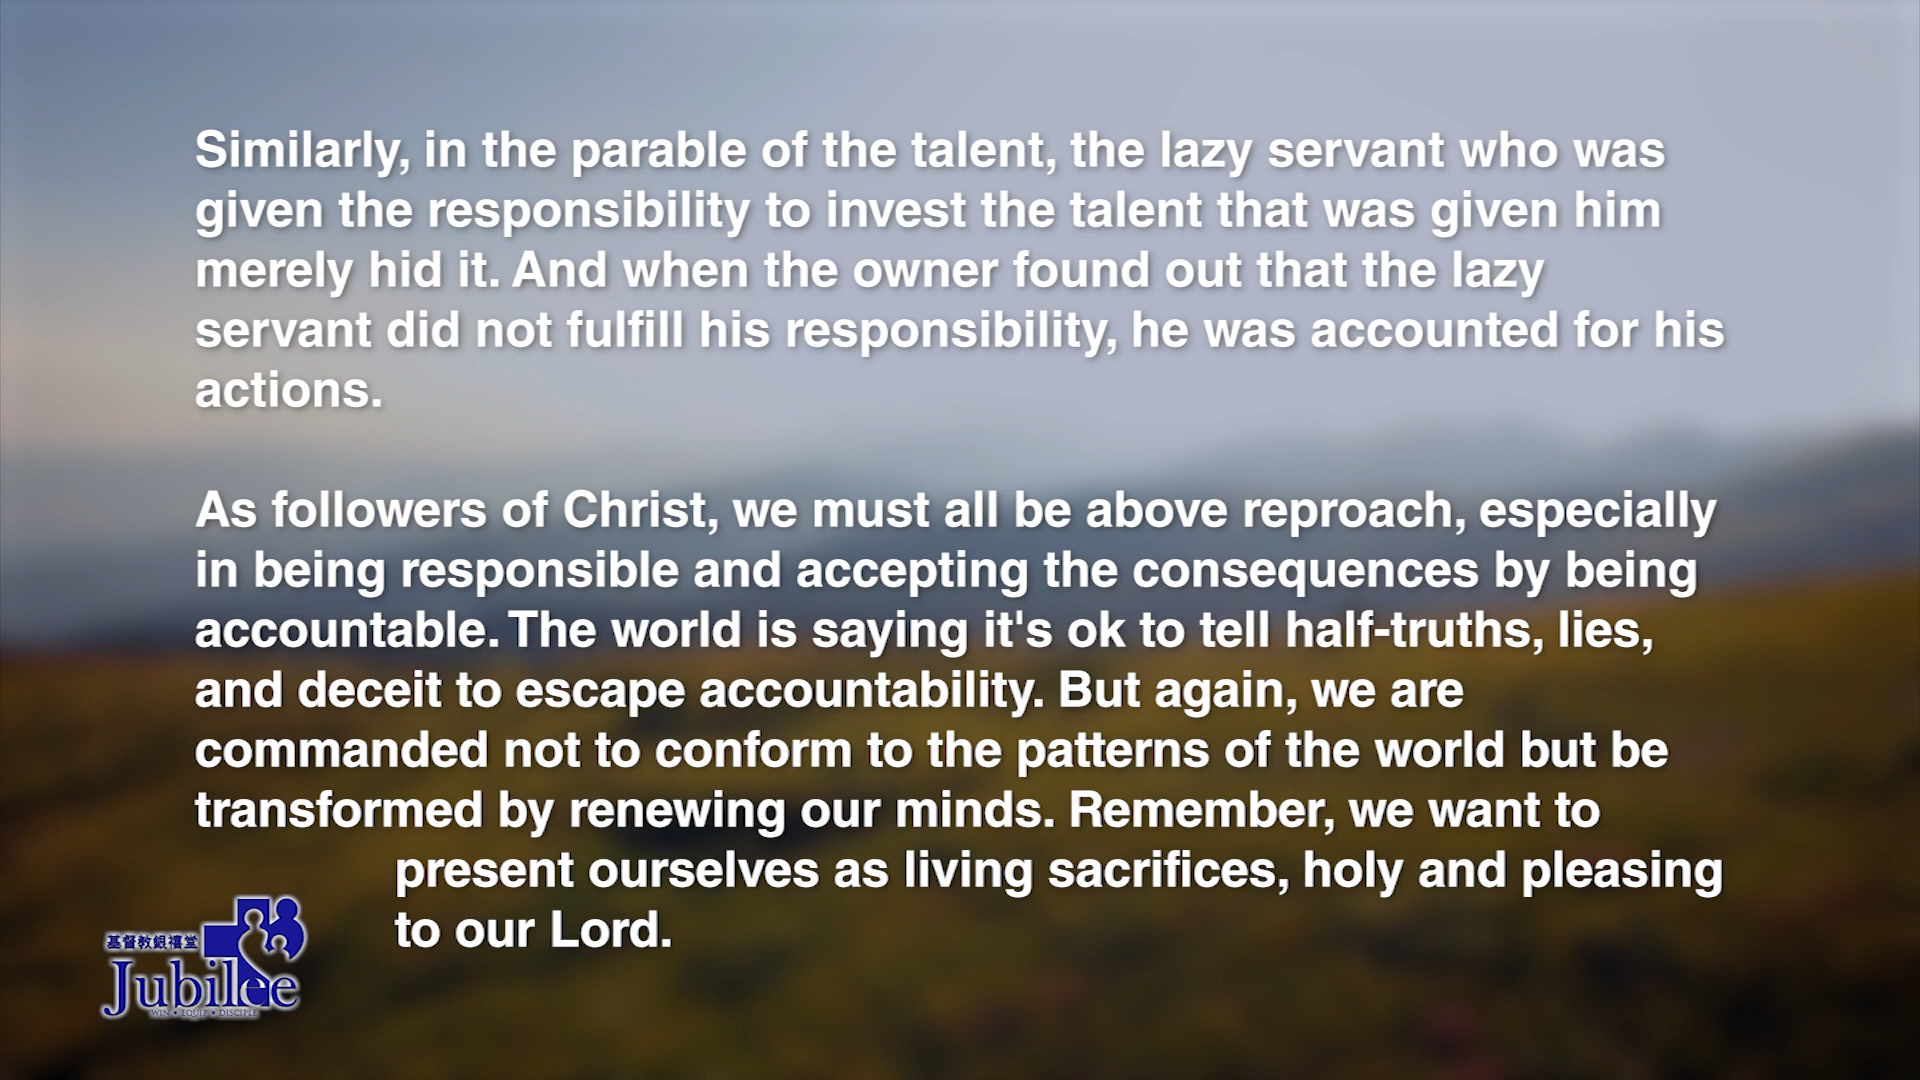 Similarly, in the parable of the talent, the lazy servant who was
given the responsibility to invest the talent that was given him
merely hid it. And when the owner found out that the lazy
servant did not fulfill his responsibility, he was accounted for his
actions.
As followers of Christ, we must all be above reproach, especially
in being responsible and accepting the consequences by being
accountable. The world is saying it's ok to tell half-truths, lies,
and deceit to escape accountability. But again, we are
commanded not to conform to the patterns of the world but be
transformed by renewing our minds. Remember, we want to
present ourselves as living sacrifices, holy and pleasing
to our Lord.
基督教銀禧堂
Jubilee
WIN • EQUIP • DISCIPLE